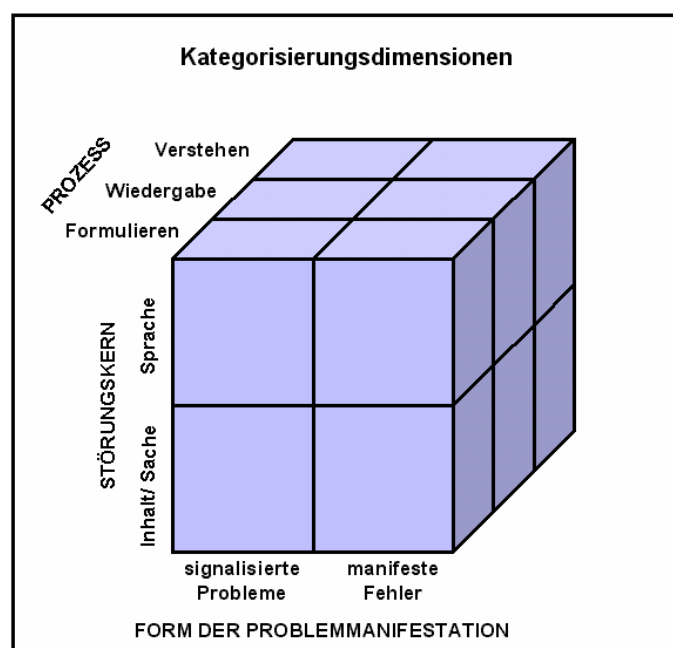 Kategorisierungsdimensionen
PROZESS
Verstehen
Wiedergabe
Formulieren
STÖRUNGSKERN
Sprache
Inhalt/ Sache
signalisierte
Probleme
manifeste
Fehler
FORM DER PROBLEMMANIFESTATION